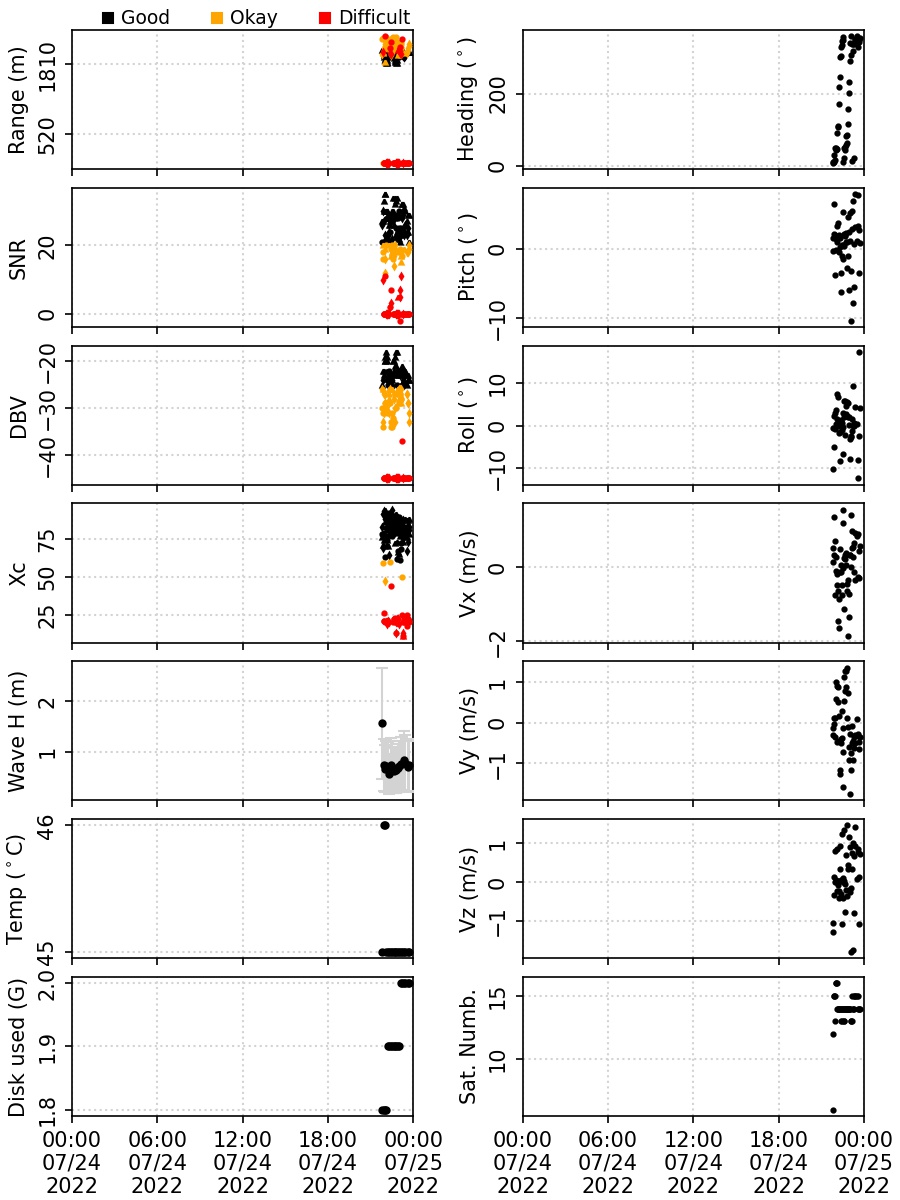 Good Okay Difficult
Range (m)
1810
520
Heading (°)
200
0
SNR
20
0
Pitch (°)
0
−10
DBV
−20
−30
−40
Roll (°)
10
0
−10
Xc
75
50
25
Vx (m/s)
0
−2
Wave H (m)
2
1
Vy (m/s)
1
0
−1
Temp (°C)
46
45
Vz (m/s)
1
0
−1
Disk used (G)
2.0
1.9
1.8
Sat. Numb.
15
10
00:00 06:00 12:00 18:00 00:00
07/24 07/24 07/24 07/24 07/25
2022 2022 2022 2022 2022
00:00 06:00 12:00 18:00 00:00
07/24 07/24 07/24 07/24 07/25
2022 2022 2022 2022 2022